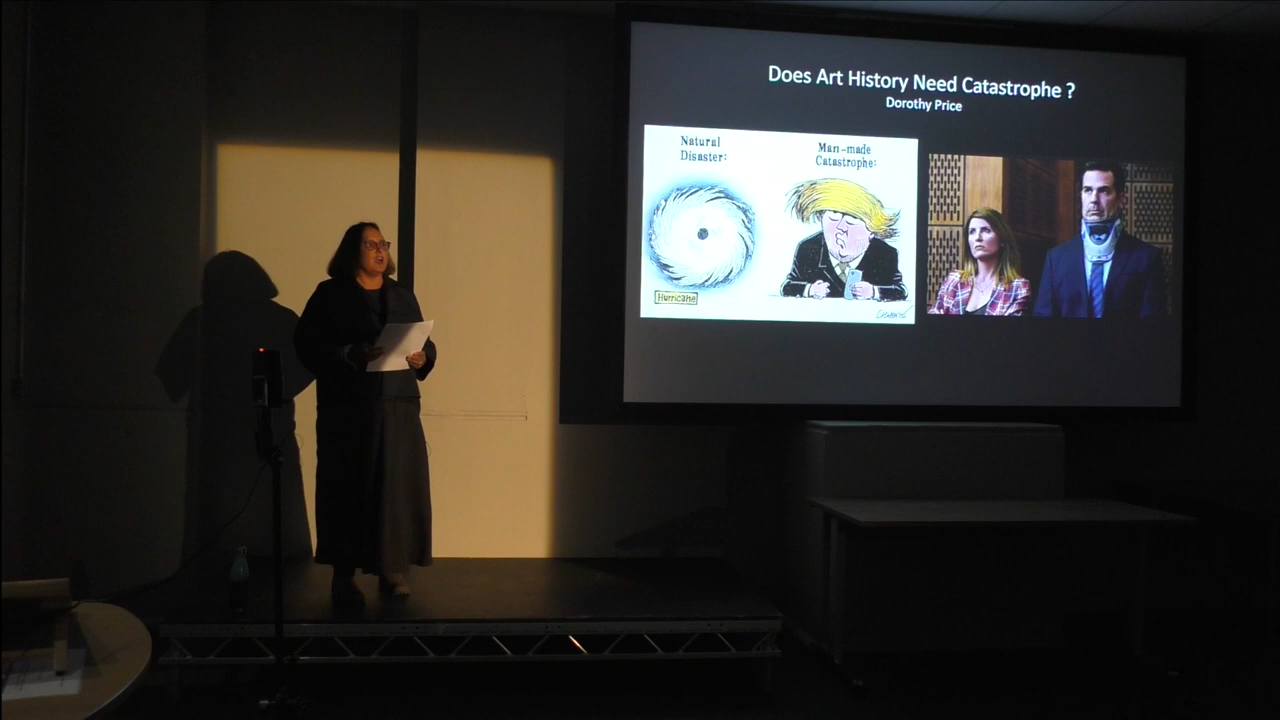 Does Art History Need Catastrophe ?
Dorothy Price
Natural
Disaster:
Man-made
Catastrophe:
Hurricane